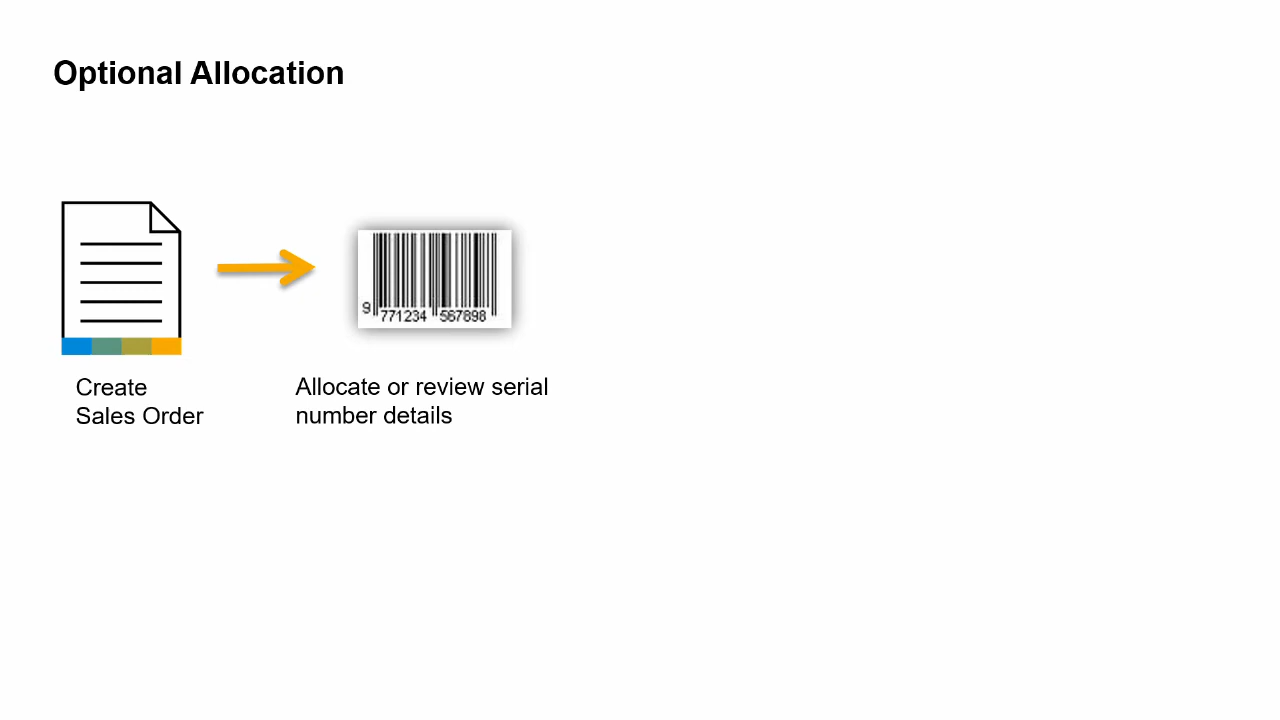 Optional Allocation
9
771234 567898
Create
Sales Order
Allocate or review serial
number details